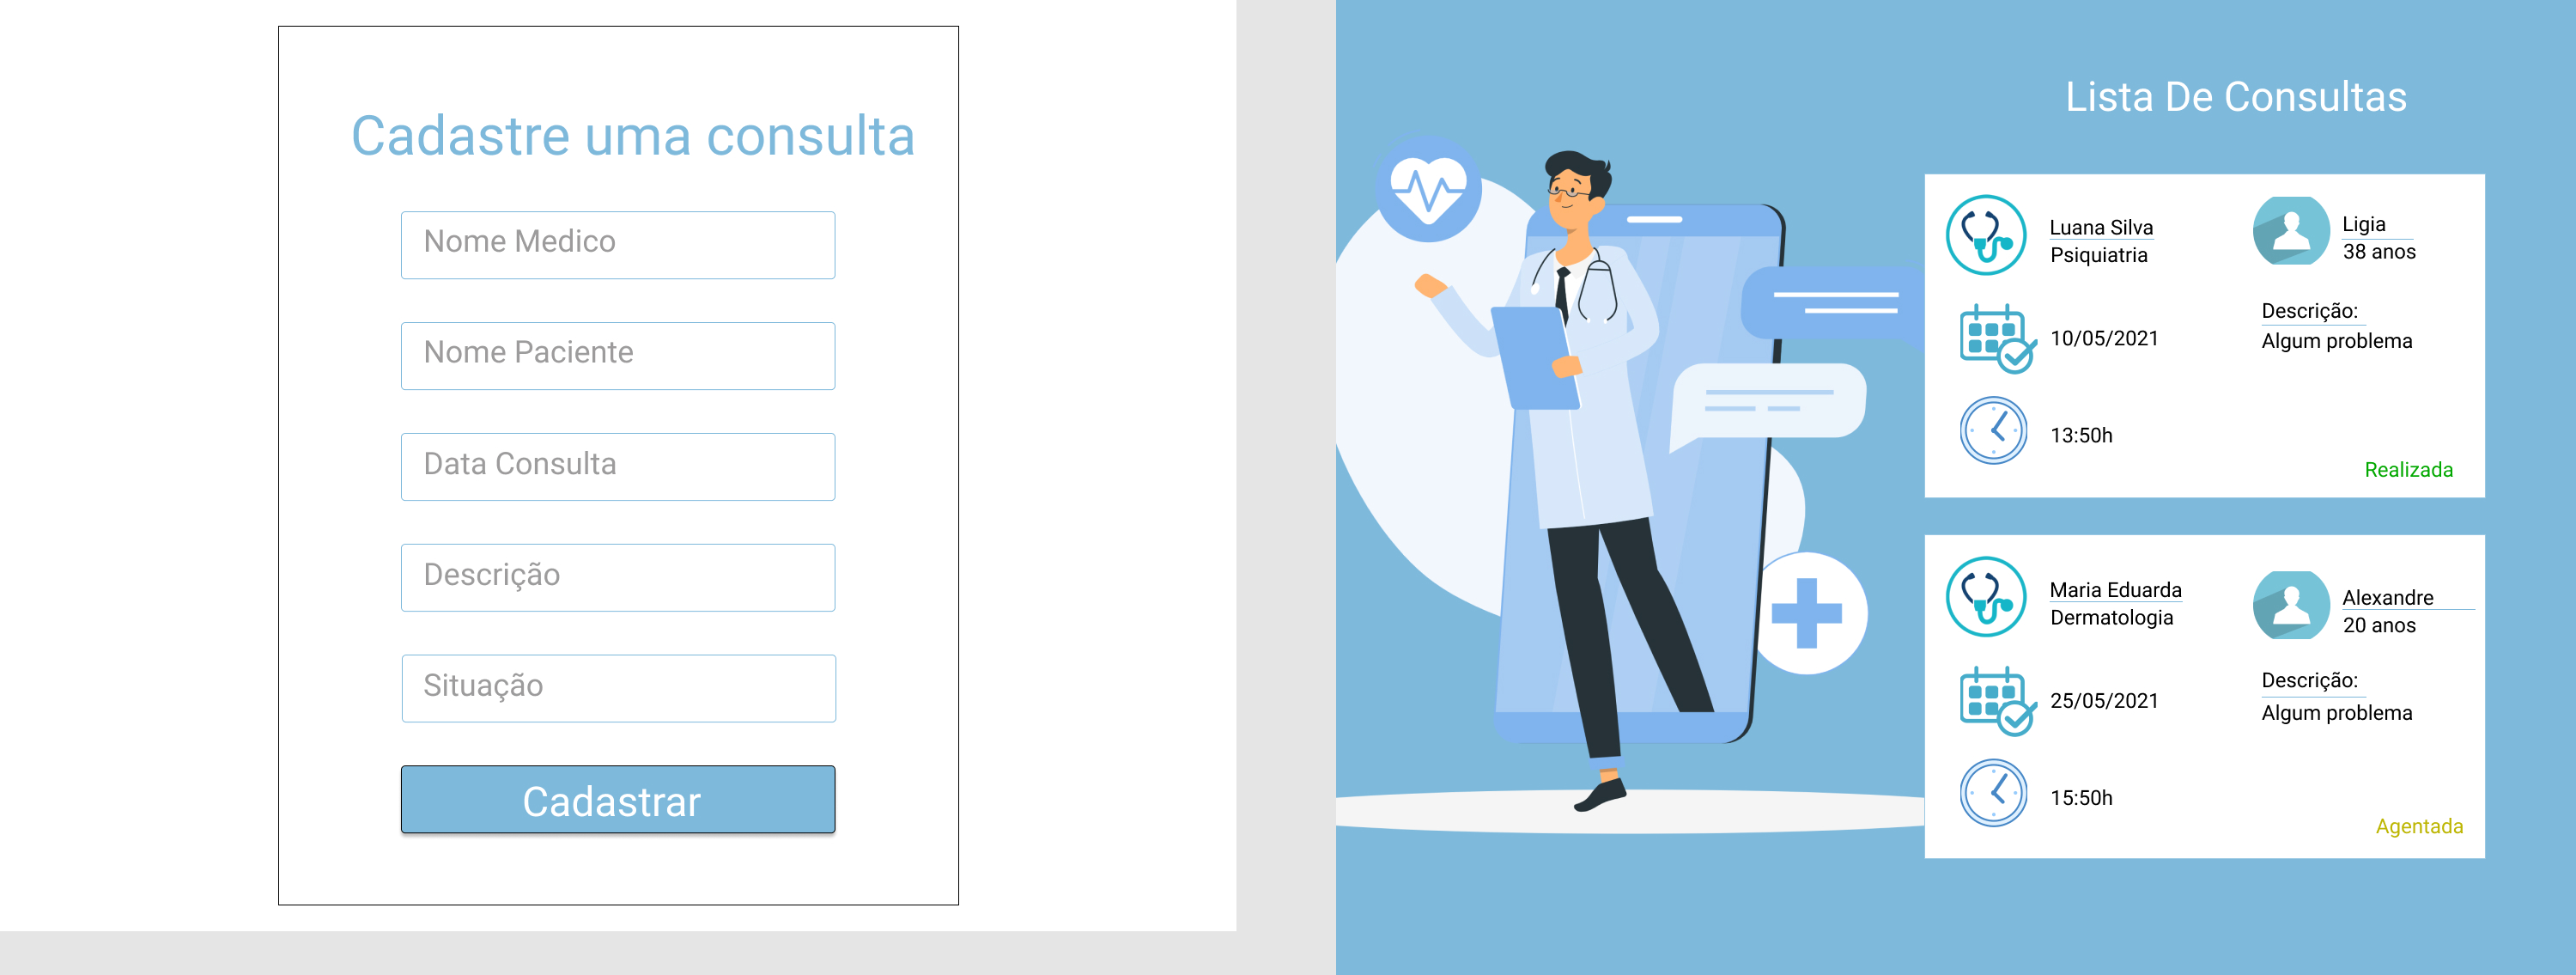 Cadastre uma consulta
Nome Medico
Nome Paciente
Data Consulta
Descrição
Situação
Cadastrar
Lista De Consultas
Luana Silva
Psiquiatria
Ligia
38 anos
10/05/2021
Descrição:
Algum problema
13:50h
Realizada
Maria Eduarda
Dermatologia
Alexandre
20 anos
25/05/2021
Descrição:
Algum problema
15:50h
Agentada